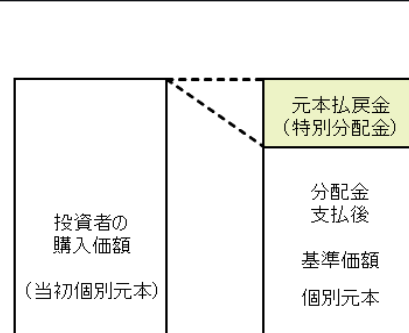 元本払戻金
（特別分配金）
投資者の
購入価額
（当初個別元本）
分配金
支払後
基準価額
個別元本